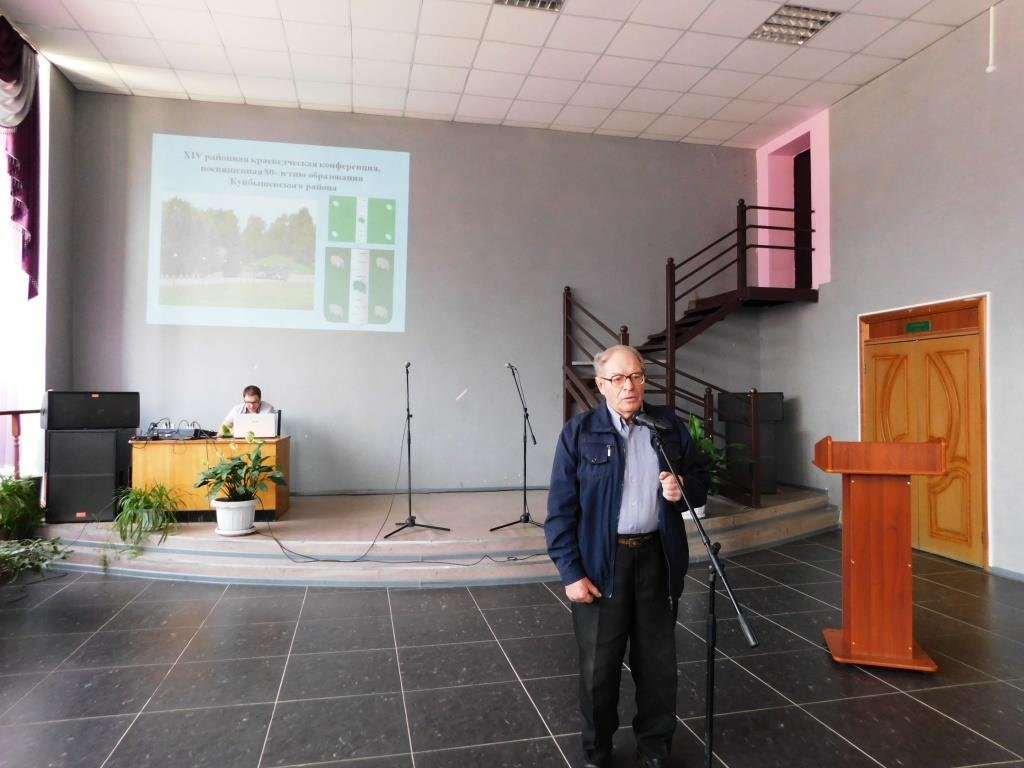 XIV районная краеведческая конференция,
посвященная 80-летию образования
Куйбышевского района